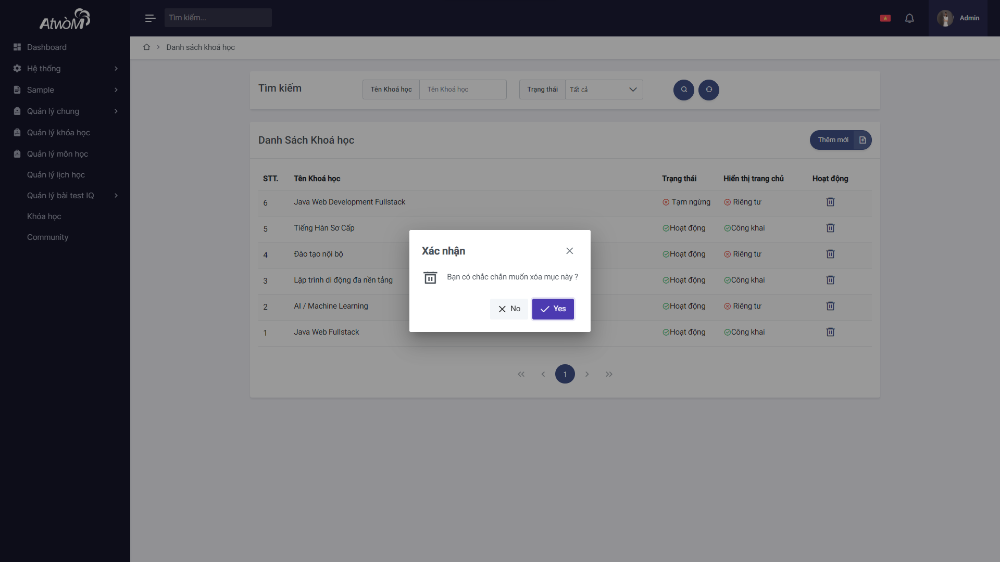 AtwòM
Tìm kiếm...
Admin
Dashboard
Hệ thống
Sample
Quản lý chung
Quản lý khóa học
Quản lý môn học
Quản lý lịch học
Quản lý bài test IQ
Khóa học
Community
Danh sách khoá học
Tìm kiếm
Tên Khoá học
Tên Khoá học
Trạng thái
Tất cả
Danh Sách Khoá học
Thêm mới
STT. Tên Khoá học Trạng thái Hiển thị trang chủ Hoạt động
6 Java Web Development Fullstack Tạm ngừng Riêng tư
5 Tiếng Hàn Sơ Cấp Hoạt động Công khai
4 Đào tạo nội bộ Hoạt động Riêng tư
3 Lập trình di động đa nền tảng Hoạt động Công khai
2 AI / Machine Learning Hoạt động Riêng tư
1 Java Web Fullstack Hoạt động Công khai
1
Xác nhận
Bạn có chắc chắn muốn xóa mục này ?
No
Yes